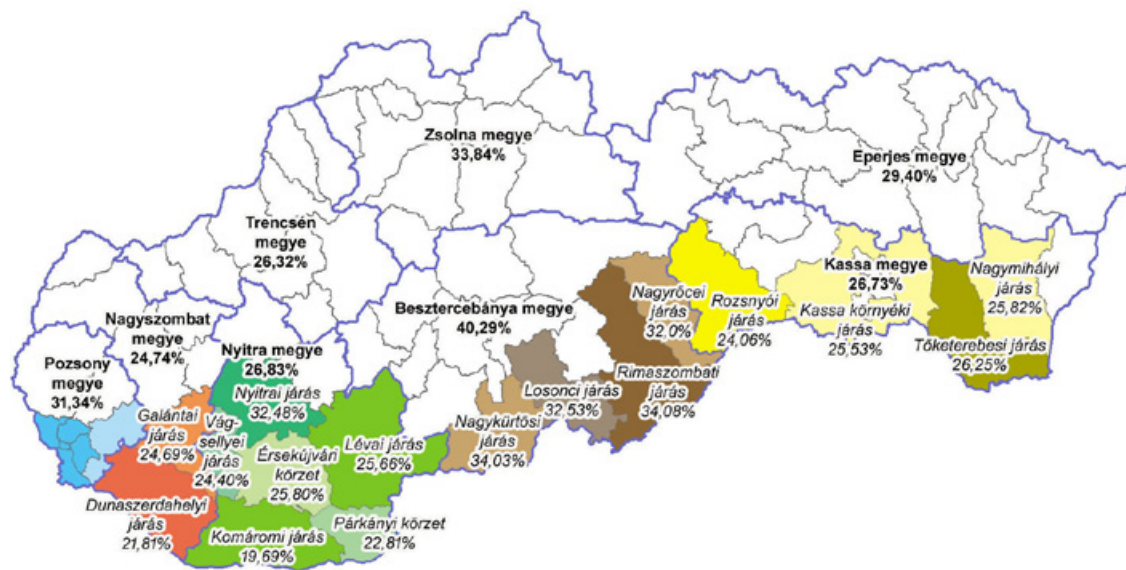 Zsolna megye
33,84%
Eperjes megye
29,40%
Trencsén
megye
26,32%
Kassa megye
26,73%
Nagymihályi
járás
25,82%
Nagyrőcei
járás
32,0%
Rozsnyói
járás
24,06%
Kassa környéki
járás
25,53%
Besztercebánya megye
40,29%
Nagyszombat
megye
24,74%
Nyitra megye
26,83%
Tőketerebesi járás
26,25%
Pozsony
megye
31,34%
Nyitrai járás
32,48%
Losonci járás
32,53%
Rimaszombati
járás
34,08%
Galántai
járás
24,69%
Vág-
sellyei
járás
24,40%
Érsekújvári
körzet
25,80%
Lévai járás
25,66%
Nagykürtösi
járás
34,03%
Dunaszerdahelyi
járás
21,81%
Komáromi járás
19,69%
Párkányi körzet
22,81%